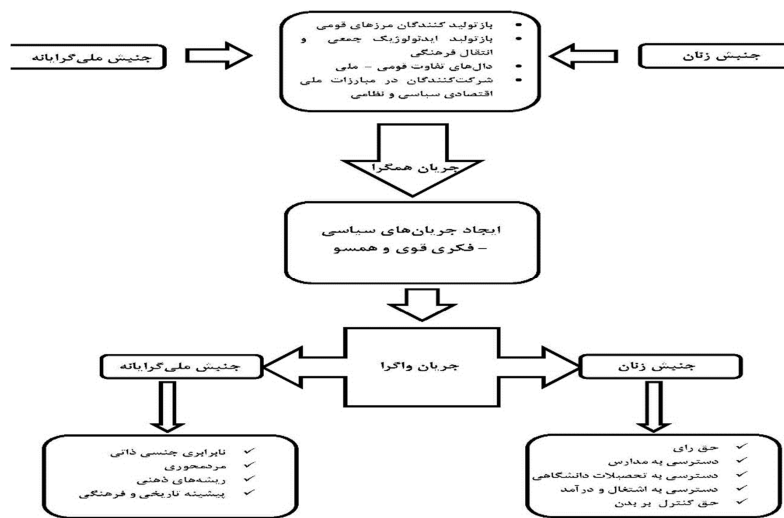 بازتولید کنندگان مرزهای قومی
بازتولید ایدئولوژیک جمعی و
انتقال فرهنگی
دال‌های تفاوت قومی – ملی
شرکت‌کنندگان در مبارزات ملی
اقتصادی سیاسی و نظامی
جنبش زنان
جنبش ملی‌گرایانه
جریان همگرا
ایجاد جریان‌های سیاسی
– فکری قوی و همسو
جریان واگرا
جنبش زنان
جنبش ملی‌گرایانه
حق رای
دسترسی به مدارس
دسترسی به تحصیلات دانشگاهی
دسترسی به اشتغال و درآمد
حق کنترل بر بدن
نابرابری جنسی ذاتی
مردمحوری
ریشه‌های ذهنی
پیشینه تاریخی و فرهنگی